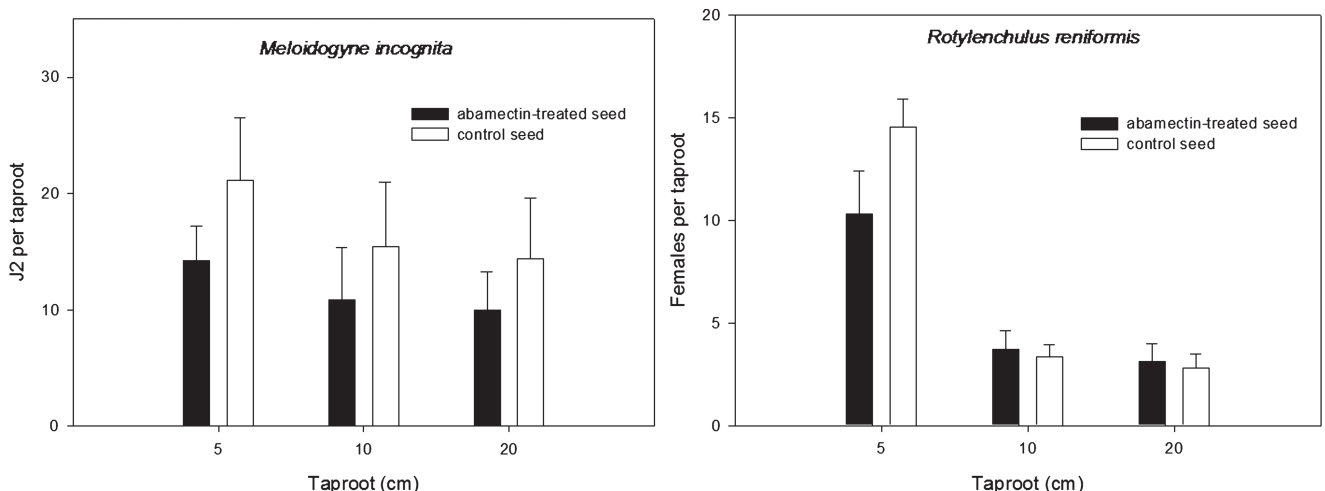 Meloidogyne incognita
abamectin-treated seed
control seed
J2 per taproot
30
20
10
0
5 10 20
Taproot (cm)
Rotylenchulus reniformis
abamectin-treated seed
control seed
Females per taproot
20
15
10
5
0
5 10 20
Taproot (cm)